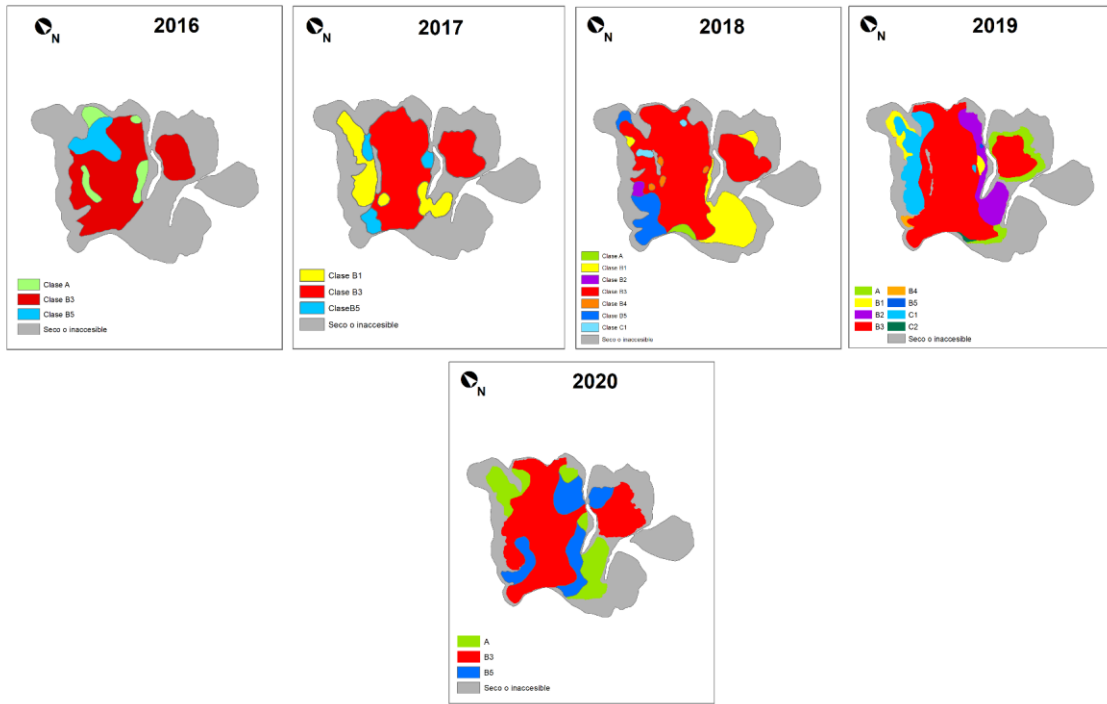 N
2016
Clase A
Clase B3
Clase B5
Seco o inaccesible
N
2017
Clase B1
Clase B3
ClaseB5
Seco o inaccesible
N
2018
Clase A
Clase B1
Clase B2
Clase B3
Clase B4
Clase B5
Clase C1
Seco o inaccesible
N
2019
A B4
B1 B5
B2 C1
B3 C2
Seco o inaccesible
N
2020
A
B3
B5
Seco o inaccesible